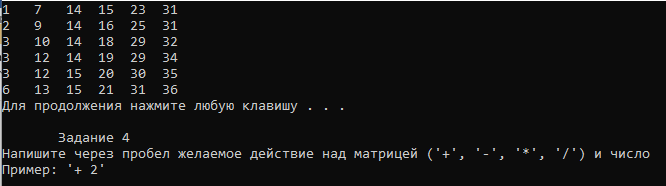 1 7 14 15 23 31
2 9 14 16 25 31
3 10 14 18 29 32
3 12 14 19 29 34
3 12 15 20 30 35
6 13 15 21 31 36
Для продолжения нажмите любую клавишу . . .
Задание 4
Напишите через пробел желаемое действие над матрицей ('+', '-', '*', '/') и число
Пример: '+ 2'